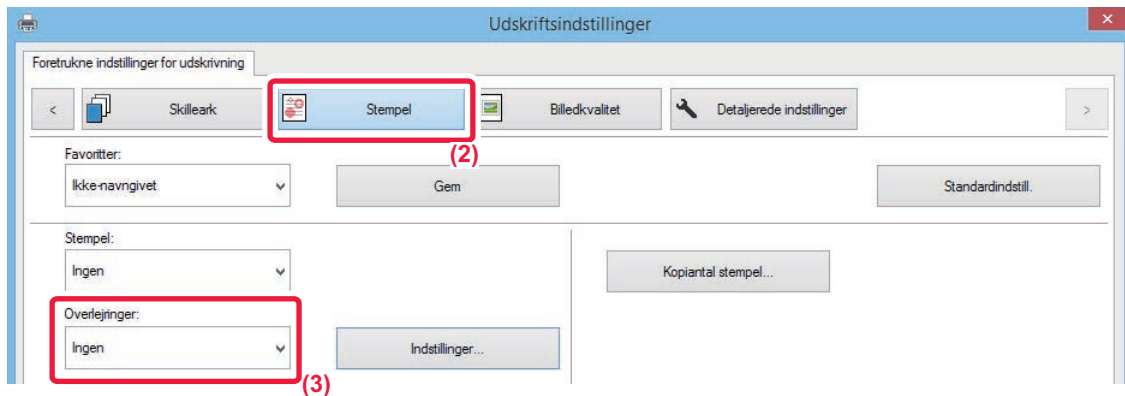 Udskriftsindstillinger
×
Foretrukne indstillinger for udskrivning
< Skilleark Stempel Billedkvalitet Detaljerede indstillinger >
(2)
Favoritter:
Ikke-navngivet Gem Standardindstill.
Stempel:
Ingen Kopiantal stempel...
Overlejringer:
Ingen Indstillinger...
(3)